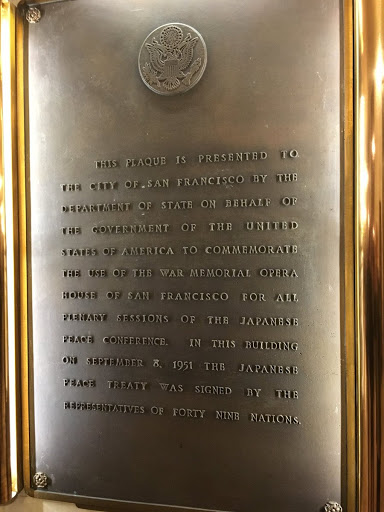 THIS PLAQUE IS PRESENTED TO
THE CITY OF SAN FRANCISCO BY THE
DEPARTMENT OF STATE ON BEHALF OF
THE GOVERNMENT OF THE UNITED
STATES OF AMERICA TO COMMEMORATE
THE USE OF THE WAR MEMORIAL OPERA
HOUSE OF SAN FRANCISCO FOR ALL
PLENARY SESSIONS OF THE JAPANESE
PEACE CONFERENCE. IN THIS BUILDING
ON SEPTEMBER 8, 1951 THE JAPANESE
PEACE TREATY WAS SIGNED BY THE
REPRESENTATIVES OF FORTY NINE NATIONS.